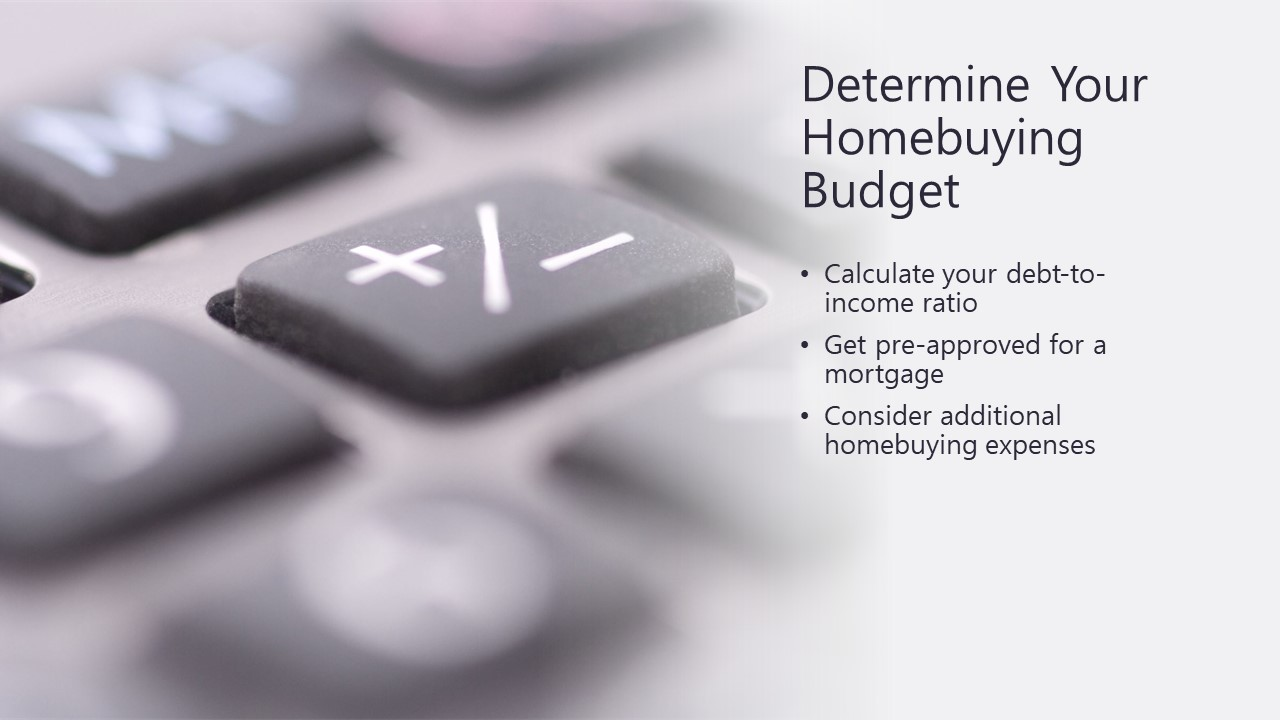 +/−
Determine Your
Homebuying
Budget
• Calculate your debt-to-
income ratio
• Get pre-approved for a
mortgage
• Consider additional
homebuying expenses